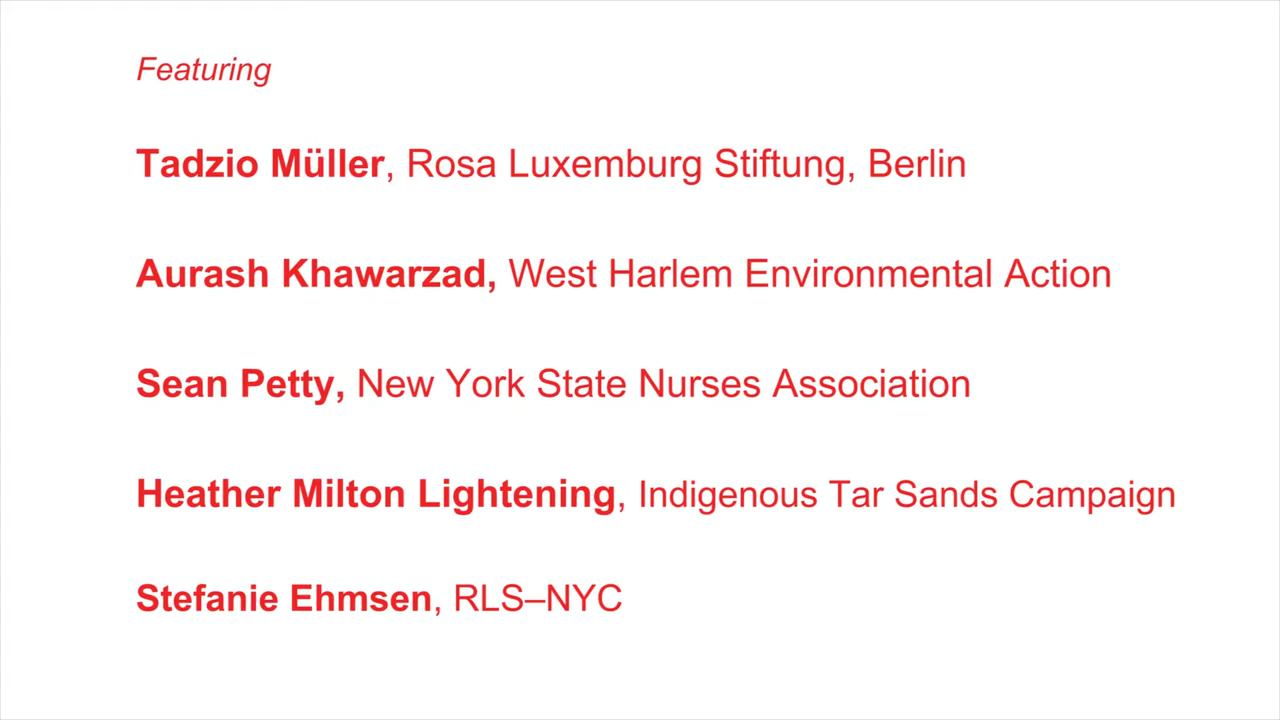 Featuring
Tadzio Müller, Rosa Luxemburg Stiftung, Berlin
Aurash Khawarzad, West Harlem Environmental Action
Sean Petty, New York State Nurses Association
Heather Milton Lightening, Indigenous Tar Sands Campaign
Stefanie Ehmsen, RLS–NYC